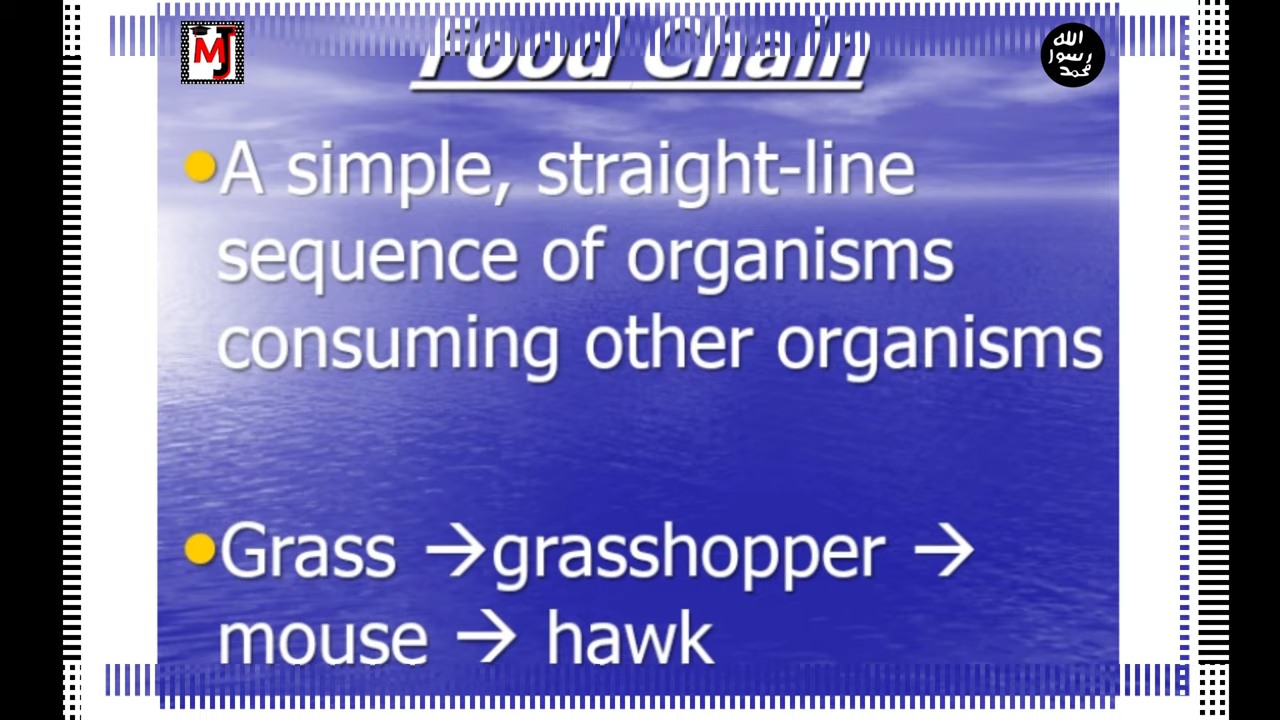 Food Chain
MJ
الله
رسول
محمد
•A simple, straight-line
sequence of organisms
consuming other organisms
•Grass →grasshopper →
mouse → hawk